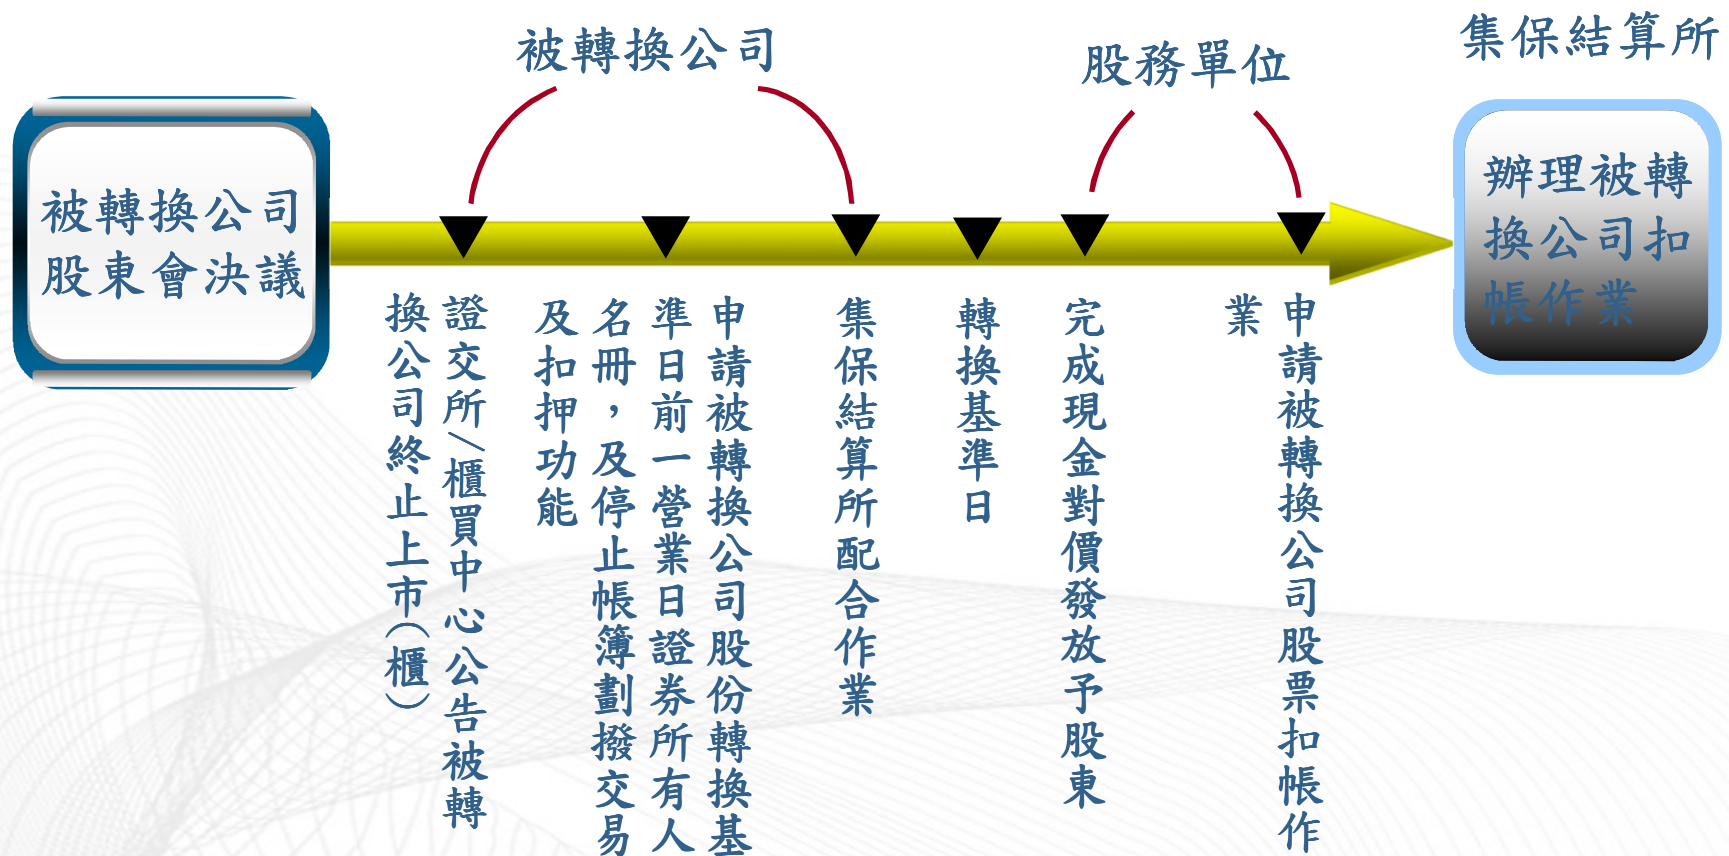 被轉換公司
股務單位
集保結算所
被轉換公司
股東會決議
辦理被轉
換公司扣
帳作業
證交所/櫃買中心公告被轉
換公司終止上市(櫃)
申請被轉換公司股份轉換基
準日前一營業日證券所有人
名冊，及停止帳簿劃撥交易
及扣押功能
集保結算所配合作業
轉換基準日
完成現金對價發放予股東
申請被轉換公司股票扣帳作
業